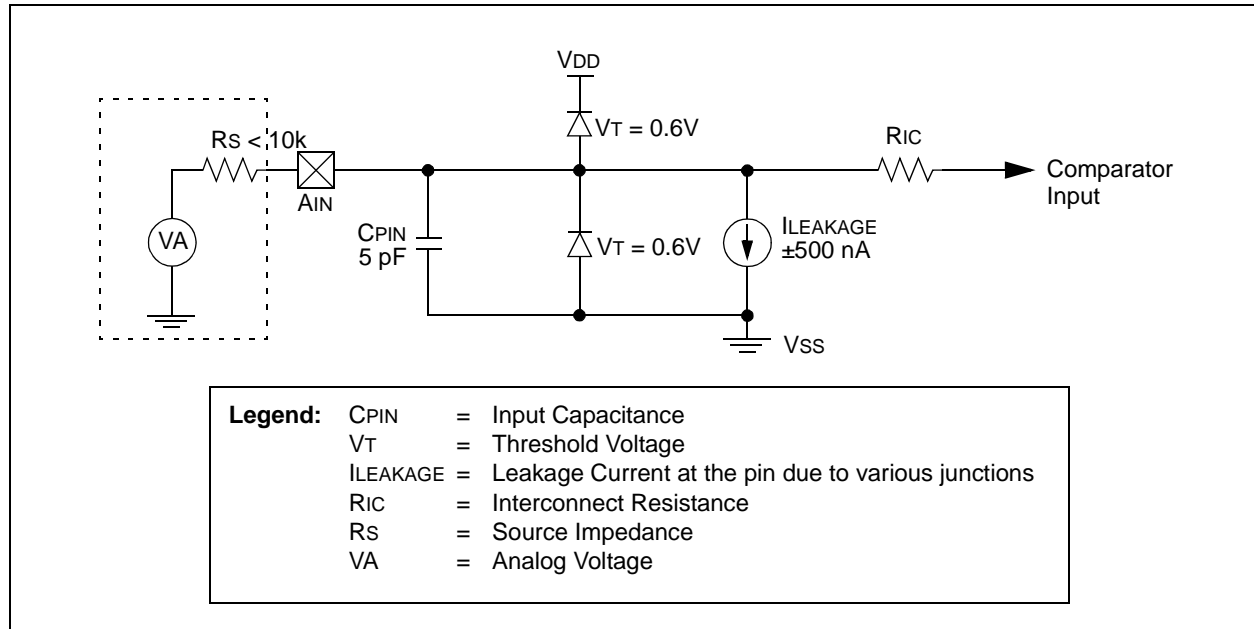 VDD
VT = 0.6V
RS < 10k
RIC
AIN
Comparator
Input
VA
CPIN
5 pF
VT = 0.6V
ILEAKAGE
±500 nA
VSS
Legend: CPIN = Input Capacitance
VT = Threshold Voltage
ILEAKAGE = Leakage Current at the pin due to various junctions
RIC = Interconnect Resistance
RS = Source Impedance
VA = Analog Voltage